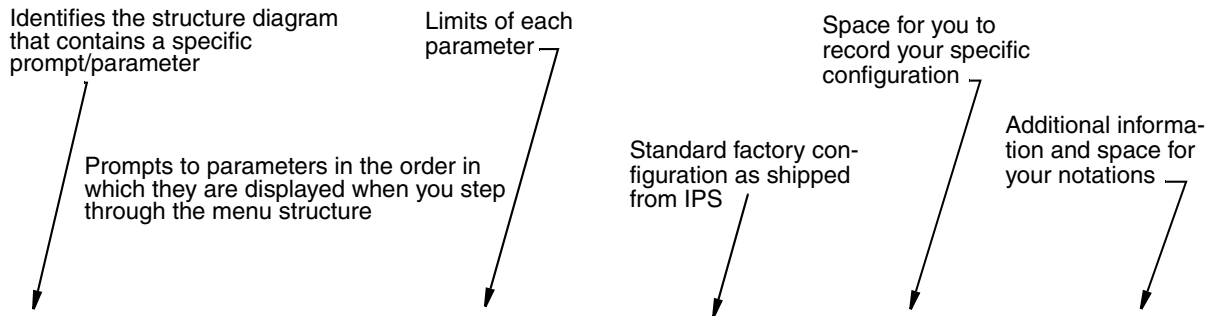 Identifies the structure diagram
that contains a specific
prompt/parameter
Prompts to parameters in the order in
which they are displayed when you step
through the menu structure
Limits of each
parameter
Standard factory con-
figuration as shipped
from IPS
Space for you to
record your specific
configuration
Additional informa-
tion and space for
your notations